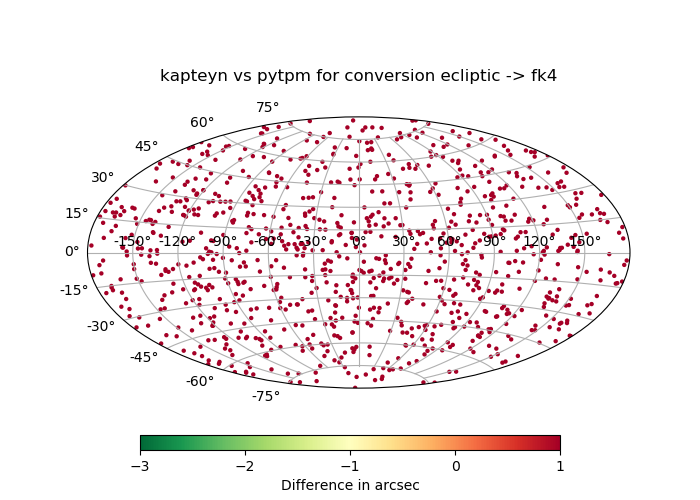 kapteyn vs pytpm for conversion ecliptic -> fk4
75°
60°
45°
30°
15°
0°
-150° -120° -90° -60° -30° 0° 30° 60° 90° 120° 150°
-15°
-30°
-45°
-60°
-75°
−3 −2 −1 0 1
Difference in arcsec